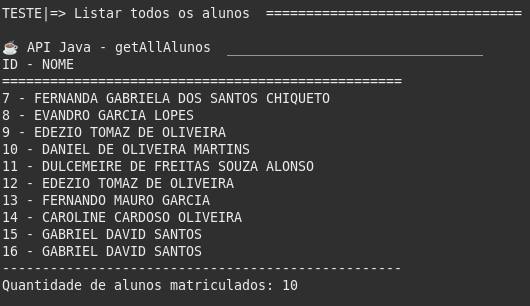 TESTE|=> Listar todos os alunos ================================
☕ API Java - getAllAlunos ________________________________
ID - NOME
==================================================
7 - FERNANDA GABRIELA DOS SANTOS CHIQUETO
8 - EVANDRO GARCIA LOPES
9 - EDEZIO TOMAZ DE OLIVEIRA
10 - DANIEL DE OLIVEIRA MARTINS
11 - DULCEMEIRE DE FREITAS SOUZA ALONSO
12 - EDEZIO TOMAZ DE OLIVEIRA
13 - FERNANDO MAURO GARCIA
14 - CAROLINE CARDOSO OLIVEIRA
15 - GABRIEL DAVID SANTOS
16 - GABRIEL DAVID SANTOS
--------------------------------------------------
Quantidade de alunos matriculados: 10